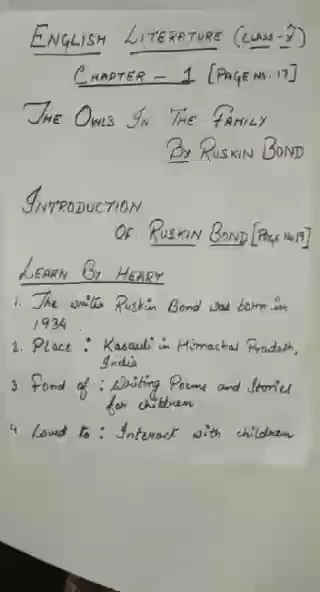 ENGLISH LITERATURE (CLASS-V)
CHAPTER - 1 [PAGE NO. 17]
THE OWLS IN THE FAMILY
BY RUSKIN BOND
INTRODUCTION
OF RUSKIN BOND [PAGE NO 19]
LEARN BY HEART
1. The writer Ruskin Bond was born in
1934.
2. Place : Kasauli in Himachal Pradesh,
India
3 Fond of : Writing Poems and Stories
for children
4 Loved to : Interact with children